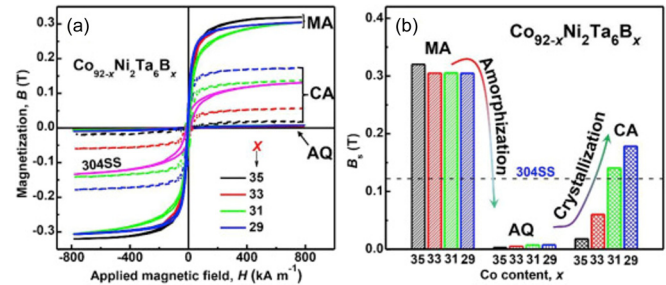 (a)
MA
Co92-xNi2Ta6Bx
CA
AQ
304SS
x
35
33
31
29
Magnetization, B (T)
0.3
0.2
0.1
0.0
-0.1
-0.2
-0.3
-800
-400
0
400
800
Applied magnetic field, H (kA m-1)
(b)
Co92-xNi2Ta6Bx
MA
Amorphization
Crystallization
CA
304SS
AQ
Bs (T)
0.4
0.3
0.2
0.1
0.0
35 33 31 29
35 33 31 29
35 33 31 29
Co content, x